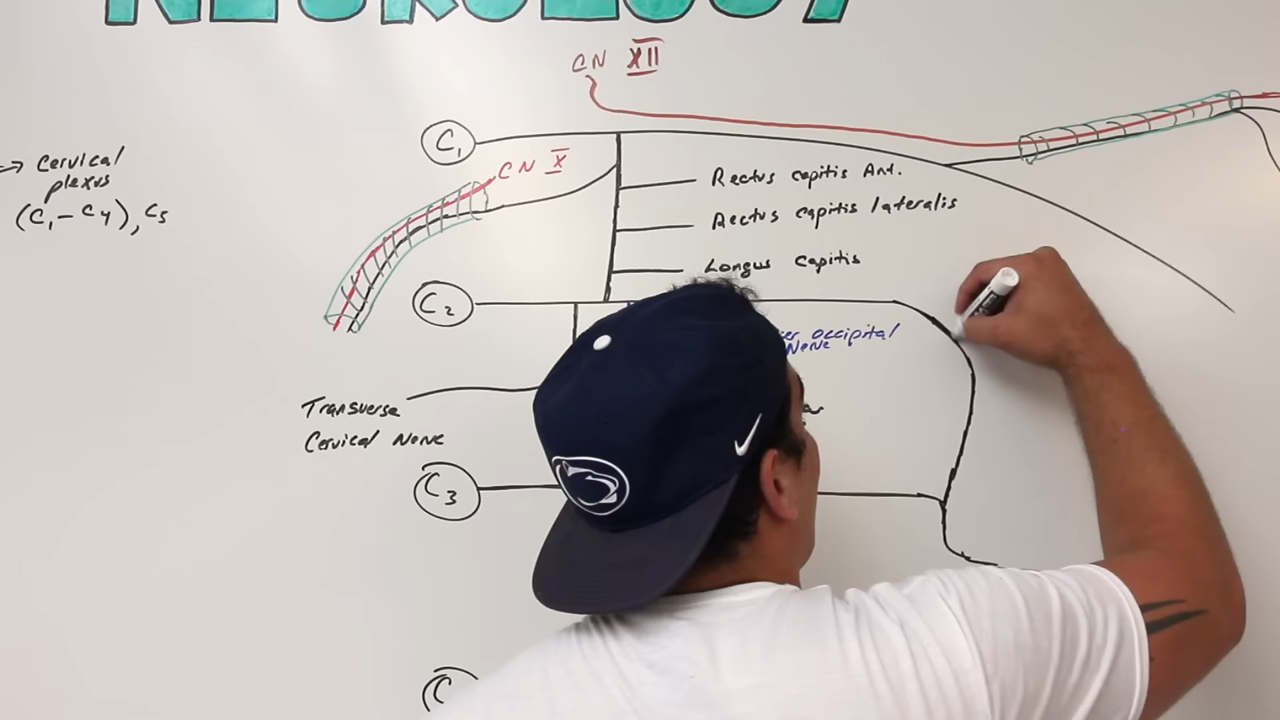 NEUROLOGY
CN XII
C1
→ Cervical
plexus
(C1 - C4), C5
CN X
Rectus capitis Ant.
Rectus capitis lateralis
Longus capitis
C2
occipital
Nerve
Transverse
Cervical Nerve
C3
C